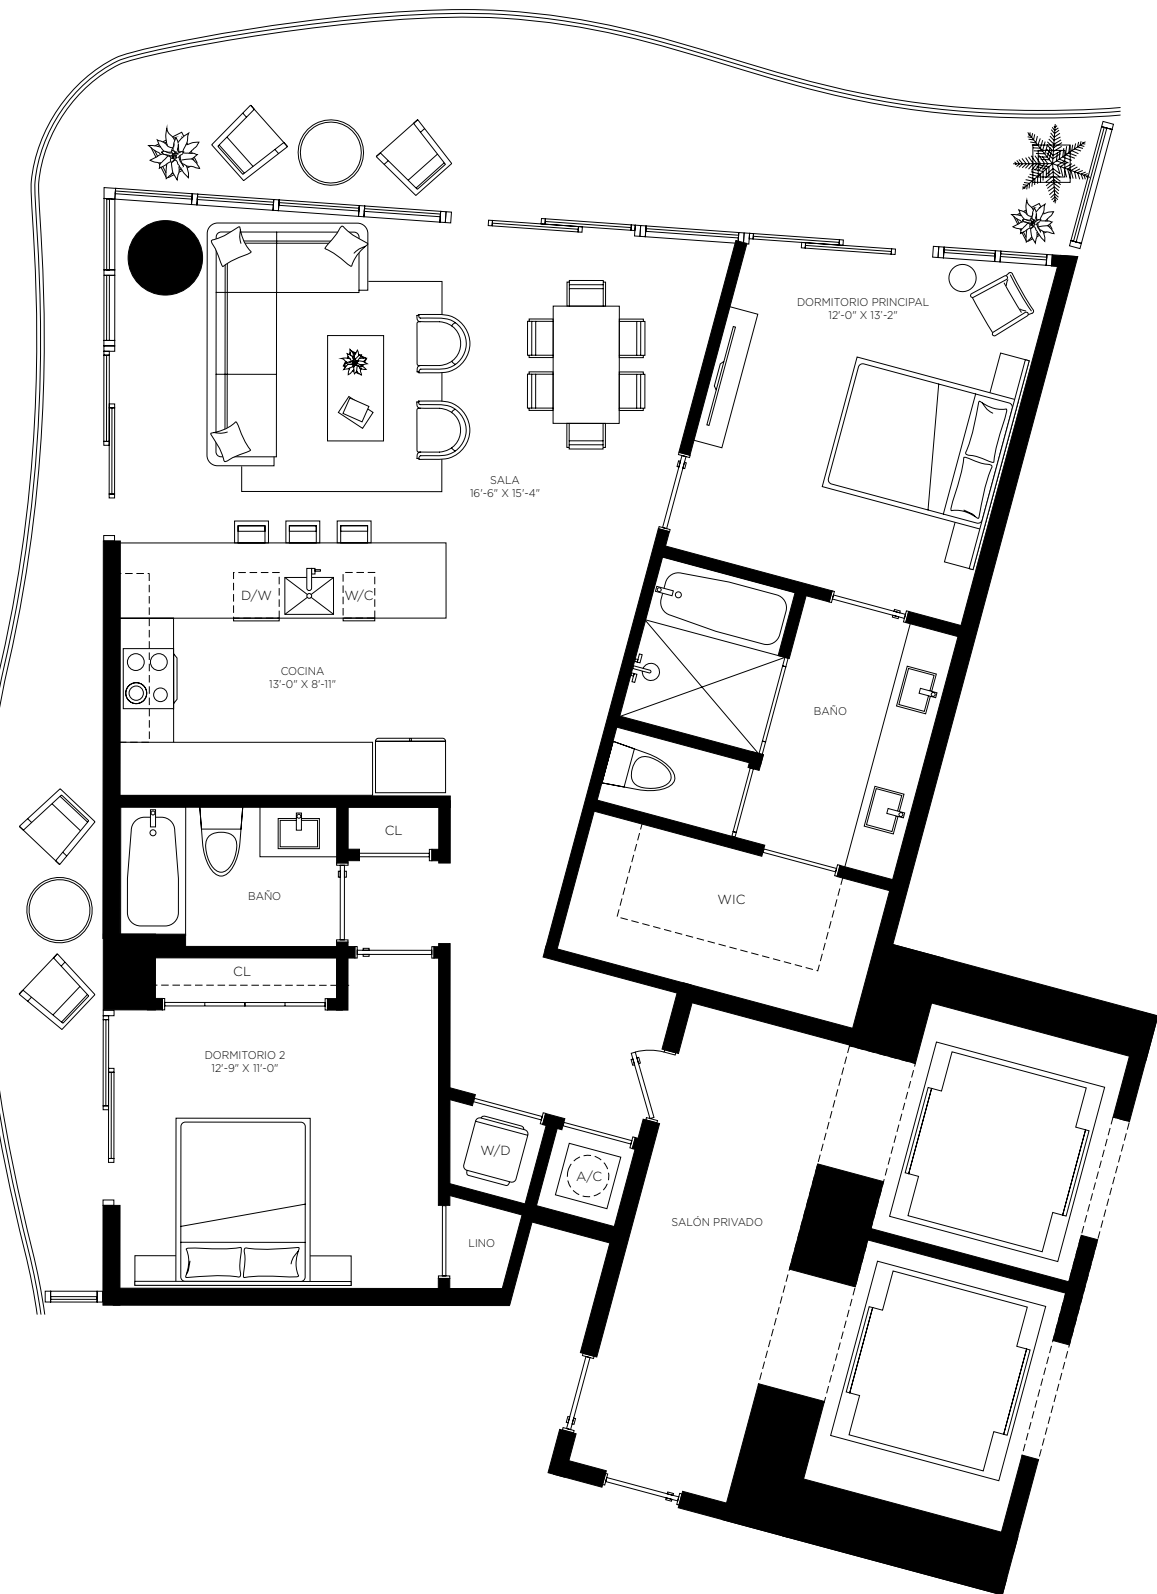 DORMITORIO PRINCIPAL
12'-0" X 13'-2"
SALA
16'-6" X 15'-4"
D/W
W/C
COCINA
13'-0" X 8'-11"
BAÑO
CL
BAÑO
WIC
CL
DORMITORIO 2
12'-9" X 11'-0"
W/D
A/C
SALÓN PRIVADO
LINO